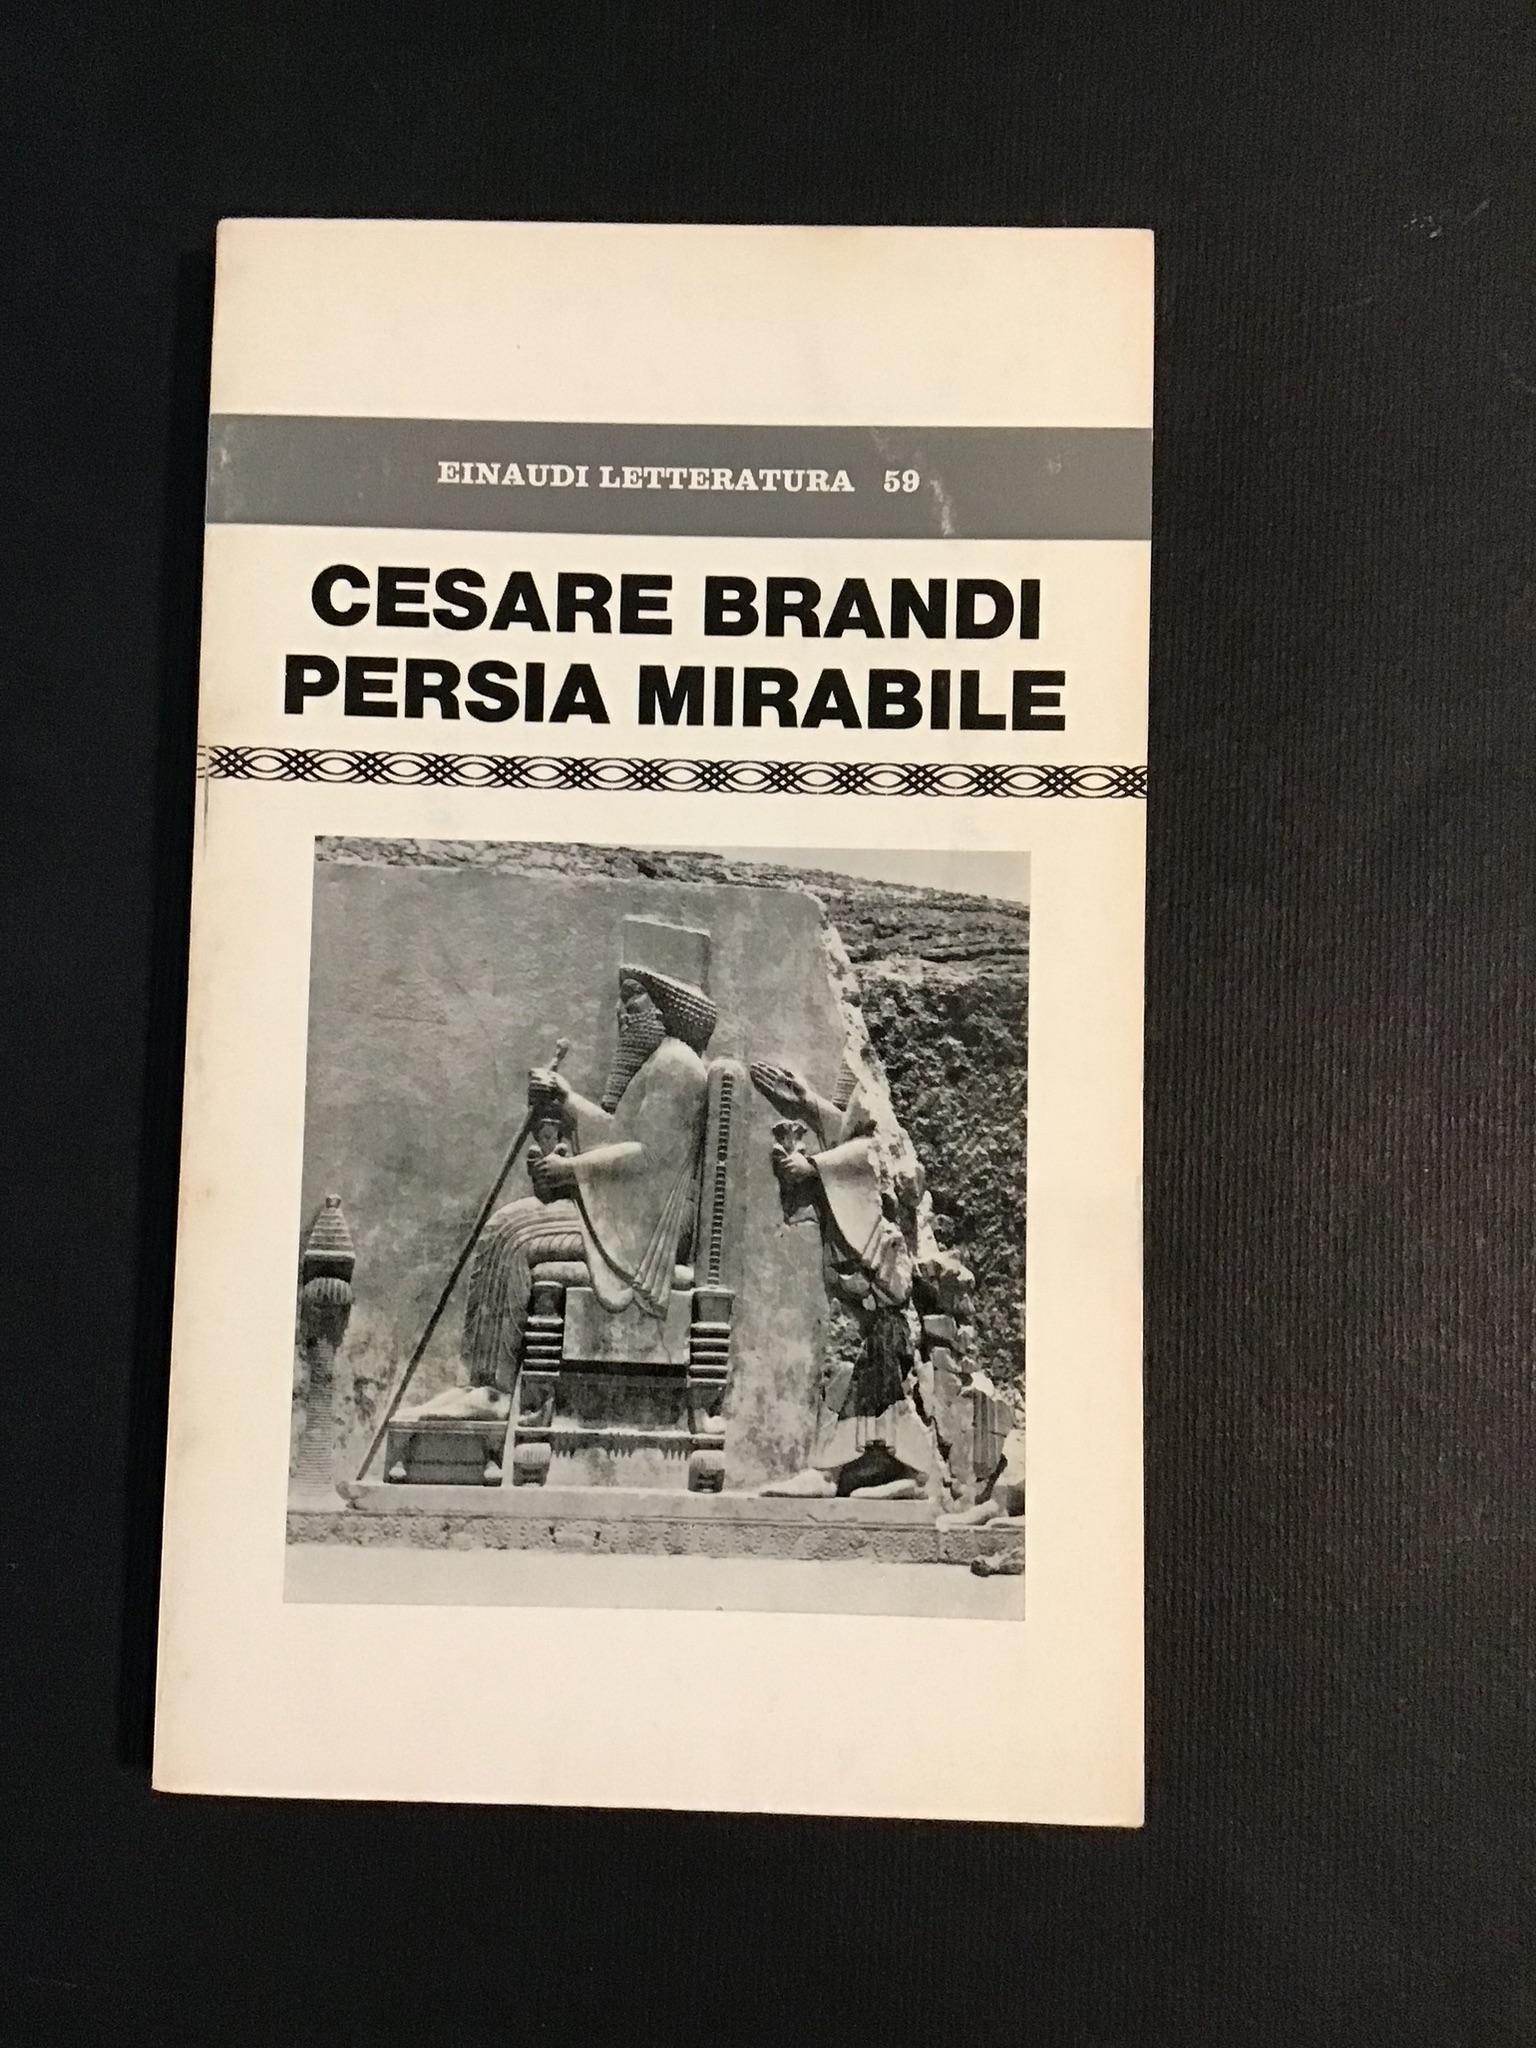 EINAUDI LETTERATURA 59
CESARE BRANDI
PERSIA MIRABILE